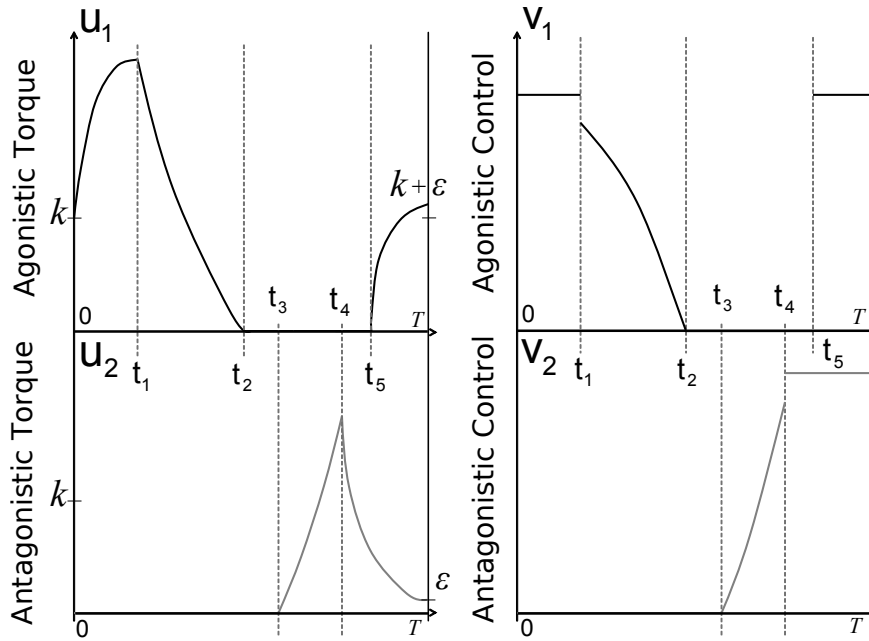 u1
Agonistic Torque
k
k+ε
0
t3
t4
T
t1
t2
t5
u2
Antagonistic Torque
k
ε
0
T
v1
Agonistic Control
0
t3
t4
T
t1
t2
t5
v2
Antagonistic Control
0
T